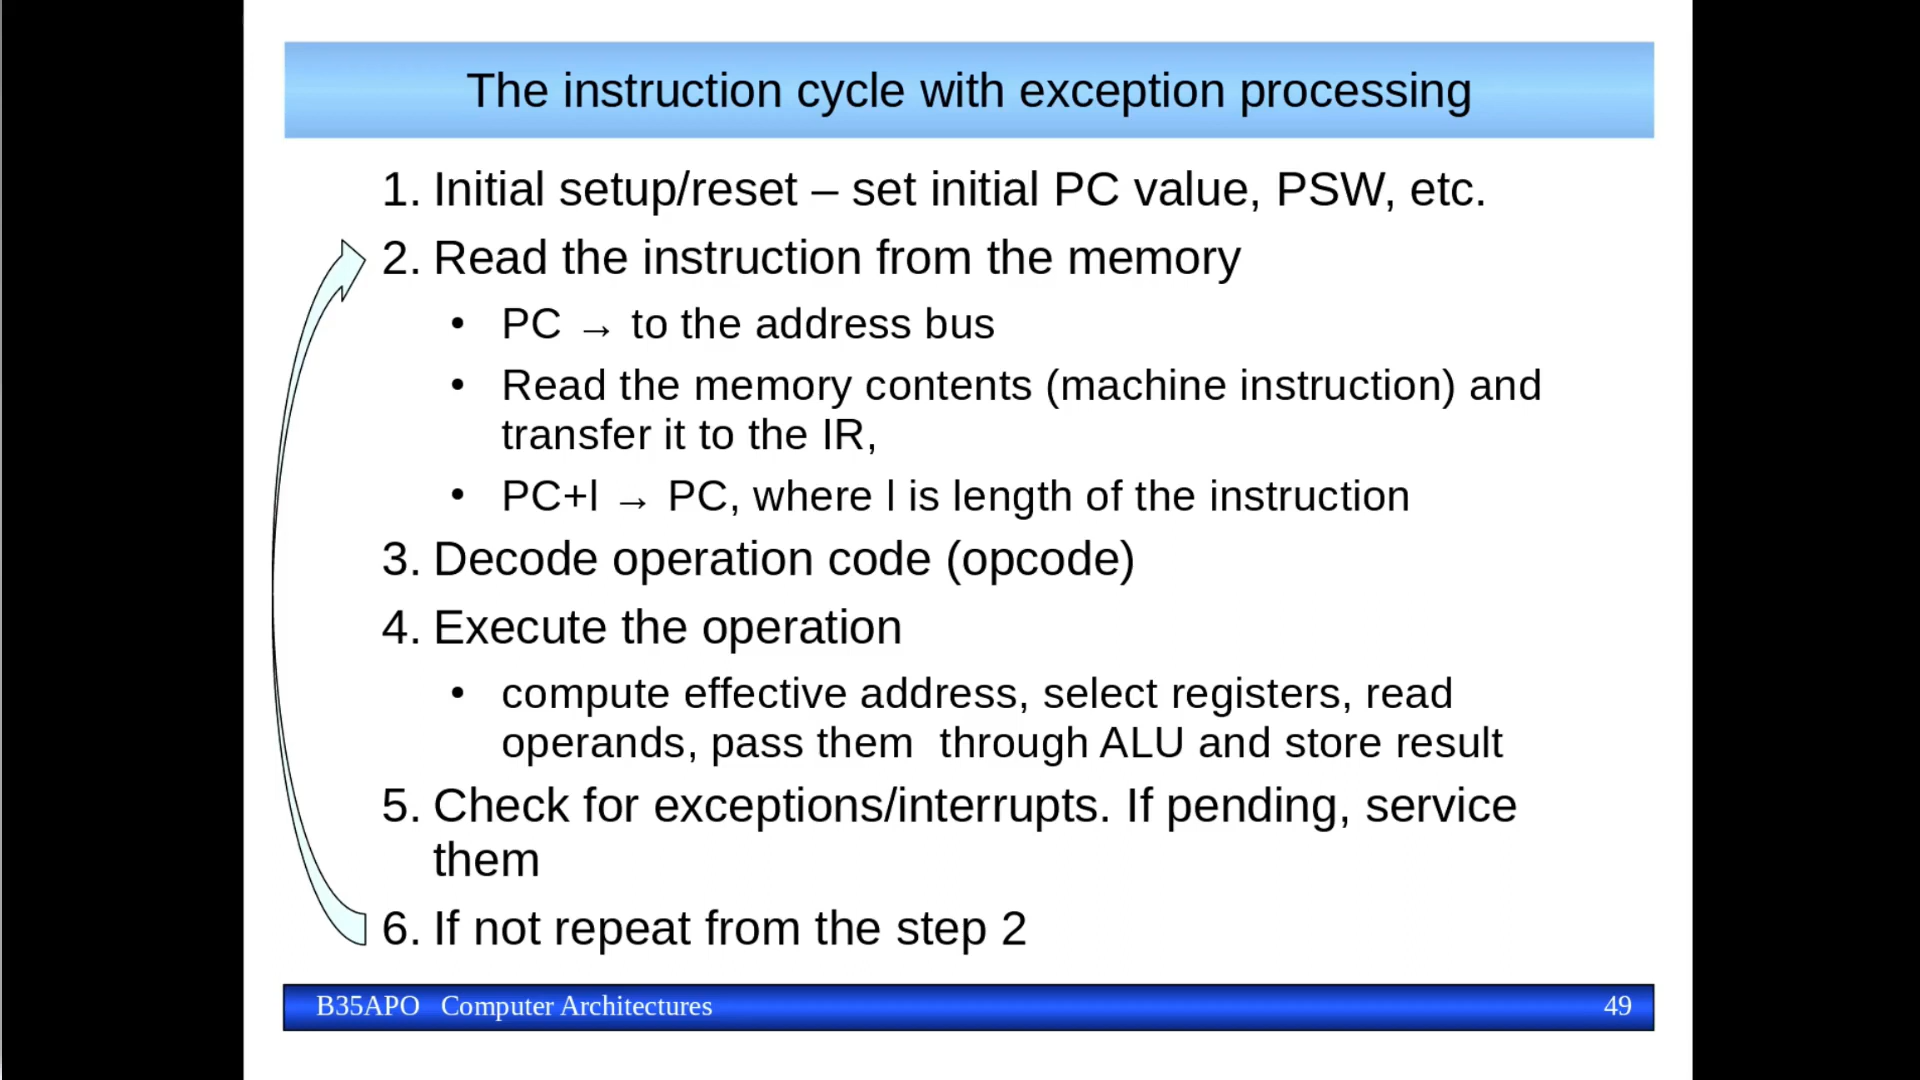 The instruction cycle with exception processing
1. Initial setup/reset – set initial PC value, PSW, etc.
2. Read the instruction from the memory
• PC → to the address bus
• Read the memory contents (machine instruction) and
transfer it to the IR,
• PC+l → PC, where l is length of the instruction
3. Decode operation code (opcode)
4. Execute the operation
• compute effective address, select registers, read
operands, pass them  through ALU and store result
5. Check for exceptions/interrupts. If pending, service
them
6. If not repeat from the step 2
B35APO   Computer Architectures 49